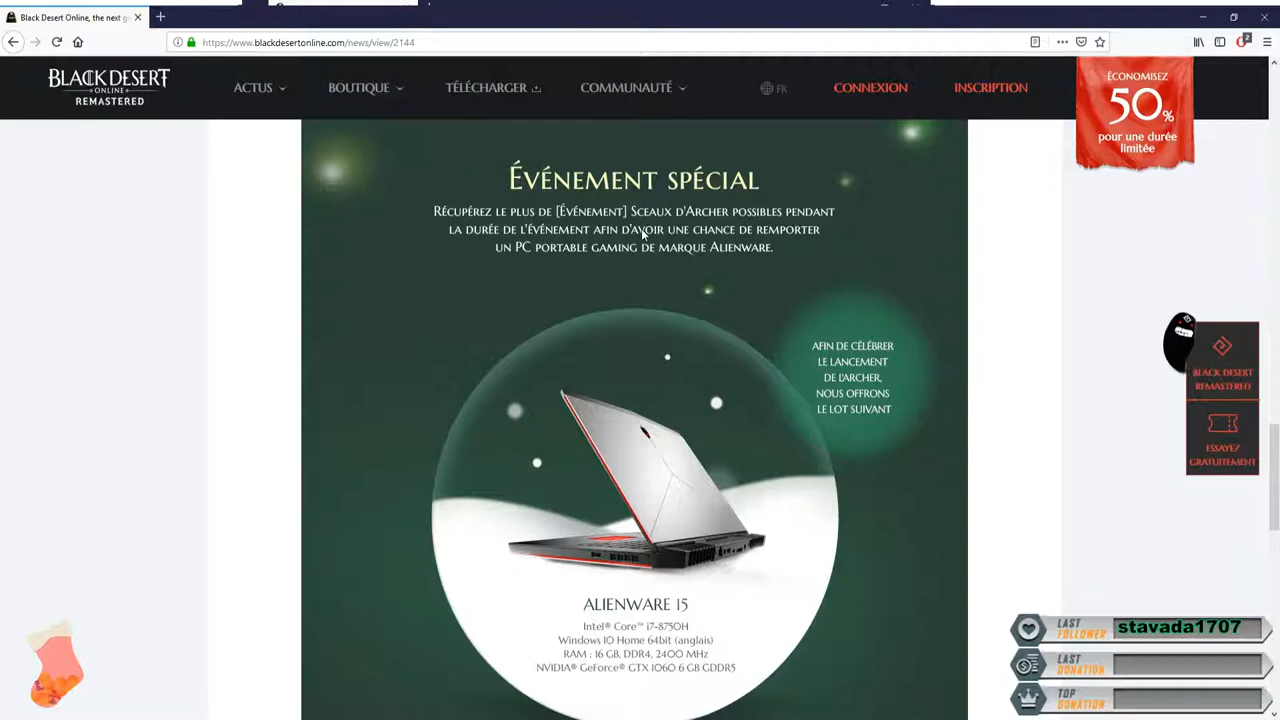 Black Desert Online, the next g
https://www.blackdesertonline.com/news/view/2144
2
BLACK DESERT
ONLINE
REMASTERED
ACTUS
BOUTIQUE
TÉLÉCHARGER
COMMUNAUTÉ
FR
CONNEXION
INSCRIPTION
ÉCONOMISEZ
50%
pour une durée
limitée
ÉVÉNEMENT SPÉCIAL
RÉCUPÉREZ LE PLUS DE [ÉVÉNEMENT] SCEAUX D'ARCHER POSSIBLES PENDANT
LA DURÉE DE L'ÉVÉNEMENT AFIN D'AVOIR UNE CHANCE DE REMPORTER
UN PC PORTABLE GAMING DE MARQUE ALIENWARE.
AFIN DE CÉLÉBRER
LE LANCEMENT
DE L'ARCHER,
NOUS OFFRONS
LE LOT SUIVANT
BLACK DESERT
REMASTERED
ESSAYEZ
GRATUITEMENT
ALIENWARE 15
Intel® Core™ i7-8750H
Windows 10 Home 64bit (anglais)
RAM : 16 GB, DDR4, 2400 MHz
NVIDIA® GeForce® GTX 1060 6 GB GDDR5
LAST
FOLLOWER
stavada1707
LAST
DONATION
TOP
DONATION